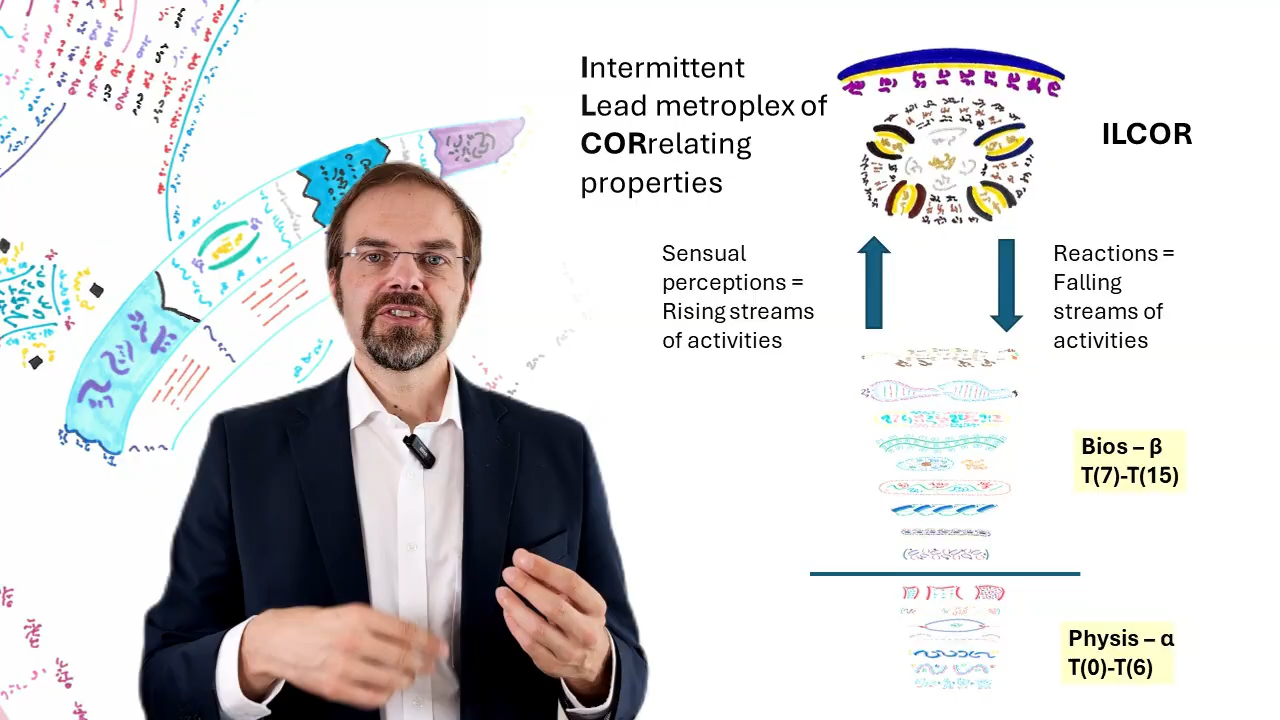 Intermittent
Lead metroplex of
CORrelating
properties
ILCOR
Sensual
perceptions =
Rising streams
of activities
Reactions =
Falling
streams of
activities
Bios – β
T(7)-T(15)
Physis – α
T(0)-T(6)